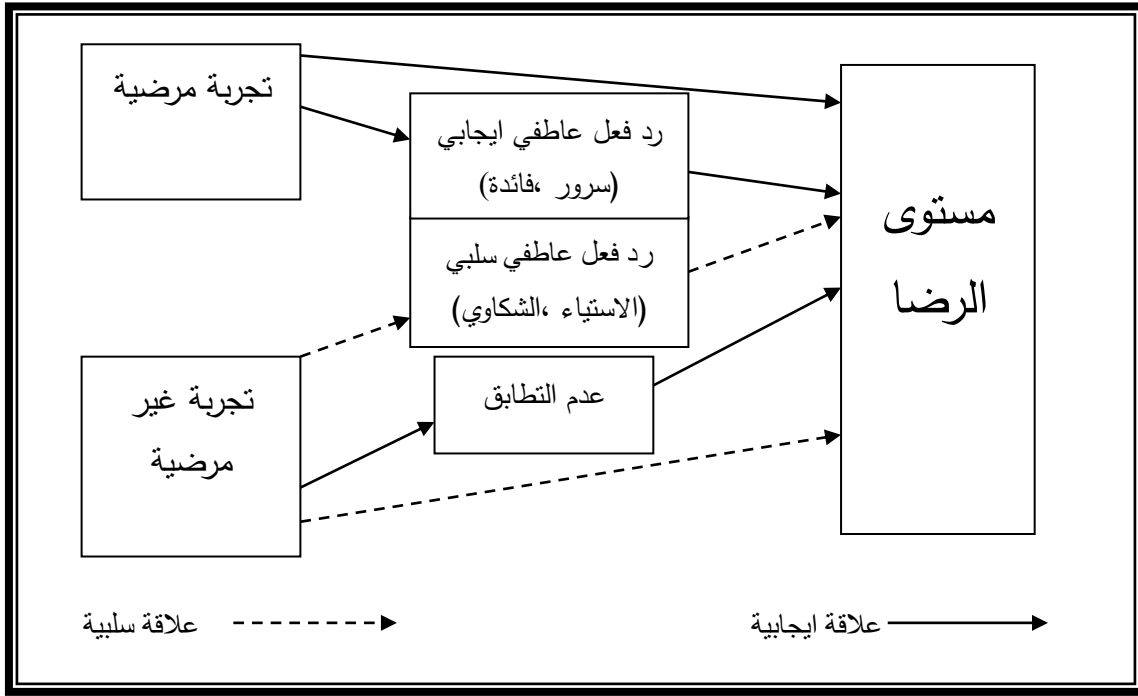 تجربة مرضية
رد فعل عاطفي ايجابي
(سرور ،فائدة)
مستوى
الرضا
رد فعل عاطفي سلبي
(الاستياء ،الشكاوي)
تجربة غير
مرضية
عدم التطابق
علاقة ايجابية
علاقة سلبية